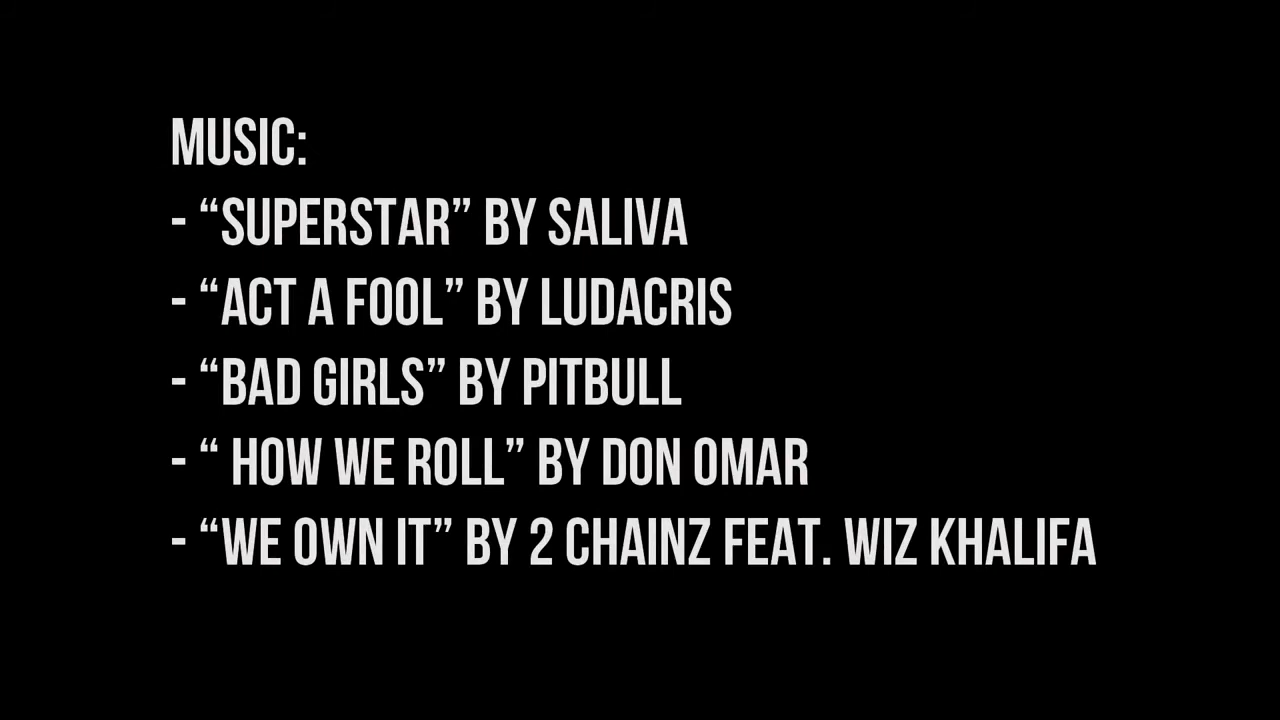 MUSIC:
- “SUPERSTAR” BY SALIVA
- “ACT A FOOL” BY LUDACRIS
- “BAD GIRLS” BY PITBULL
- “ HOW WE ROLL” BY DON OMAR
- “WE OWN IT” BY 2 CHAINZ FEAT. WIZ KHALIFA